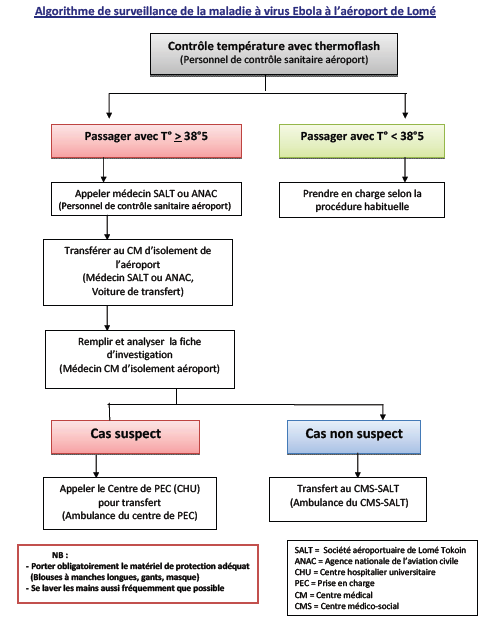 Algorithme de surveillance de la maladie à virus Ebola à l'aéroport de Lomé
Contrôle température avec thermoflash
(Personnel de contrôle sanitaire aéroport)
Passager avec T° ≥ 38°5
Passager avec T° < 38°5
Appeler médecin SALT ou ANAC
(Personnel de contrôle sanitaire aéroport)
Prendre en charge selon la
procédure habituelle
Transférer au CM d'isolement de
l'aéroport
(Médecin SALT ou ANAC,
Voiture de transfert)
Remplir et analyser la fiche
d'investigation
(Médecin CM d'isolement aéroport)
Cas suspect
Cas non suspect
Appeler le Centre de PEC (CHU)
pour transfert
(Ambulance du centre de PEC)
Transfert au CMS-SALT
(Ambulance du CMS-SALT)
NB :
- Porter obligatoirement le matériel de protection adéquat
(Blouses à manches longues, gants, masque)
- Se laver les mains aussi fréquemment que possible
SALT = Société aéroportuaire de Lomé Tokoin
ANAC = Agence nationale de l'aviation civile
CHU = Centre hospitalier universitaire
PEC = Prise en charge
CM = Centre médical
CMS = Centre médico-social